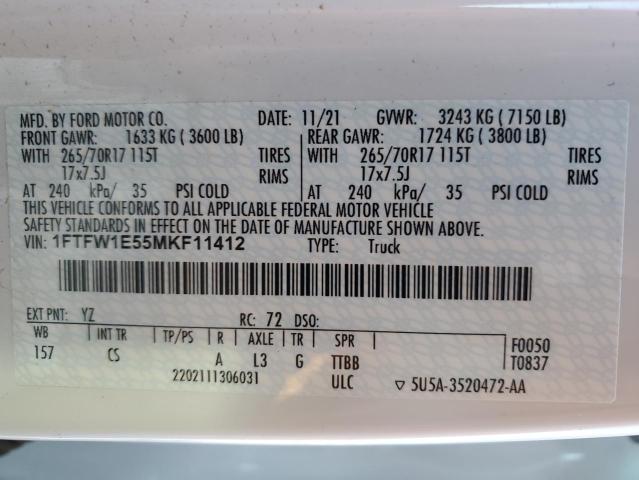 MFD. BY FORD MOTOR CO. DATE: 11/21 GVWR: 3243 KG ( 7150 LB)
FRONT GAWR: 1633 KG ( 3600 LB) REAR GAWR: 1724 KG ( 3800 LB)
WITH 265/70R17 115T TIRES WITH 265/70R17 115T TIRES
17x7.5J RIMS 17x7.5J RIMS
AT 240 kPa/ 35 PSI COLD AT 240 kPa/ 35 PSI COLD
THIS VEHICLE CONFORMS TO ALL APPLICABLE FEDERAL MOTOR VEHICLE
SAFETY STANDARDS IN EFFECT ON THE DATE OF MANUFACTURE SHOWN ABOVE.
VIN: 1FTFW1E55MKF11412 TYPE: Truck
EXT PNT: YZ RC: 72 DSO:
WB INT TR TP/PS R AXLE TR SPR F0050
157 CS A L3 G TTBB T0837
2202111306031 ULC ▽ 5U5A-3520472-AA